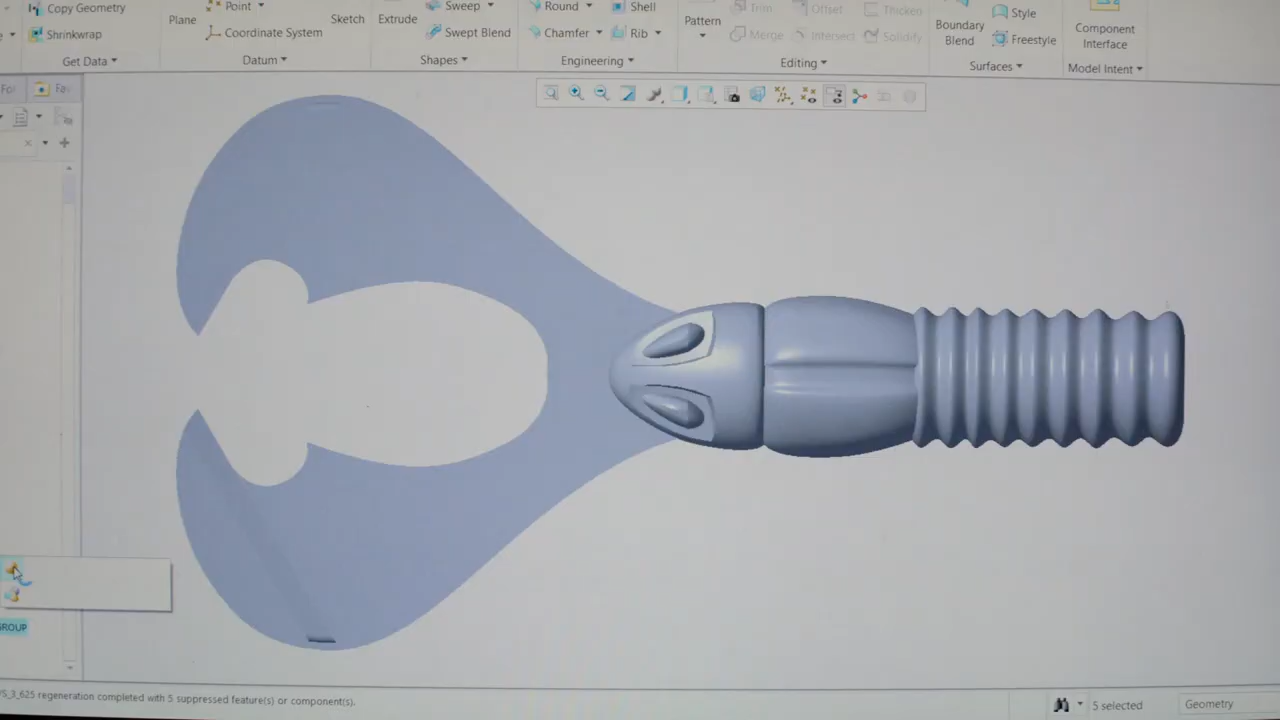 Copy Geometry
Shrinkwrap
Get Data
Plane
Point
Coordinate System
Sketch
Datum
Extrude
Sweep
Swept Blend
Shapes
Round
Shell
Chamfer
Rib
Engineering
Pattern
Trim
Offset
Thicken
Merge
Intersect
Solidify
Editing
Boundary
Blend
Style
Freestyle
Surfaces
Component
Interface
Model Intent
GROUP
S_3_625 regeneration completed with 5 suppressed feature(s) or component(s).
5 selected
Geometry